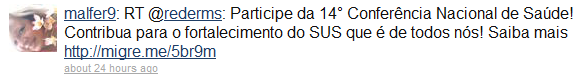 malfer9: RT @rederms: Participe da 14° Conferência Nacional de Saúde!
Contribua para o fortalecimento do SUS que é de todos nós! Saiba mais
http://migre.me/5br9m
about 24 hours ago